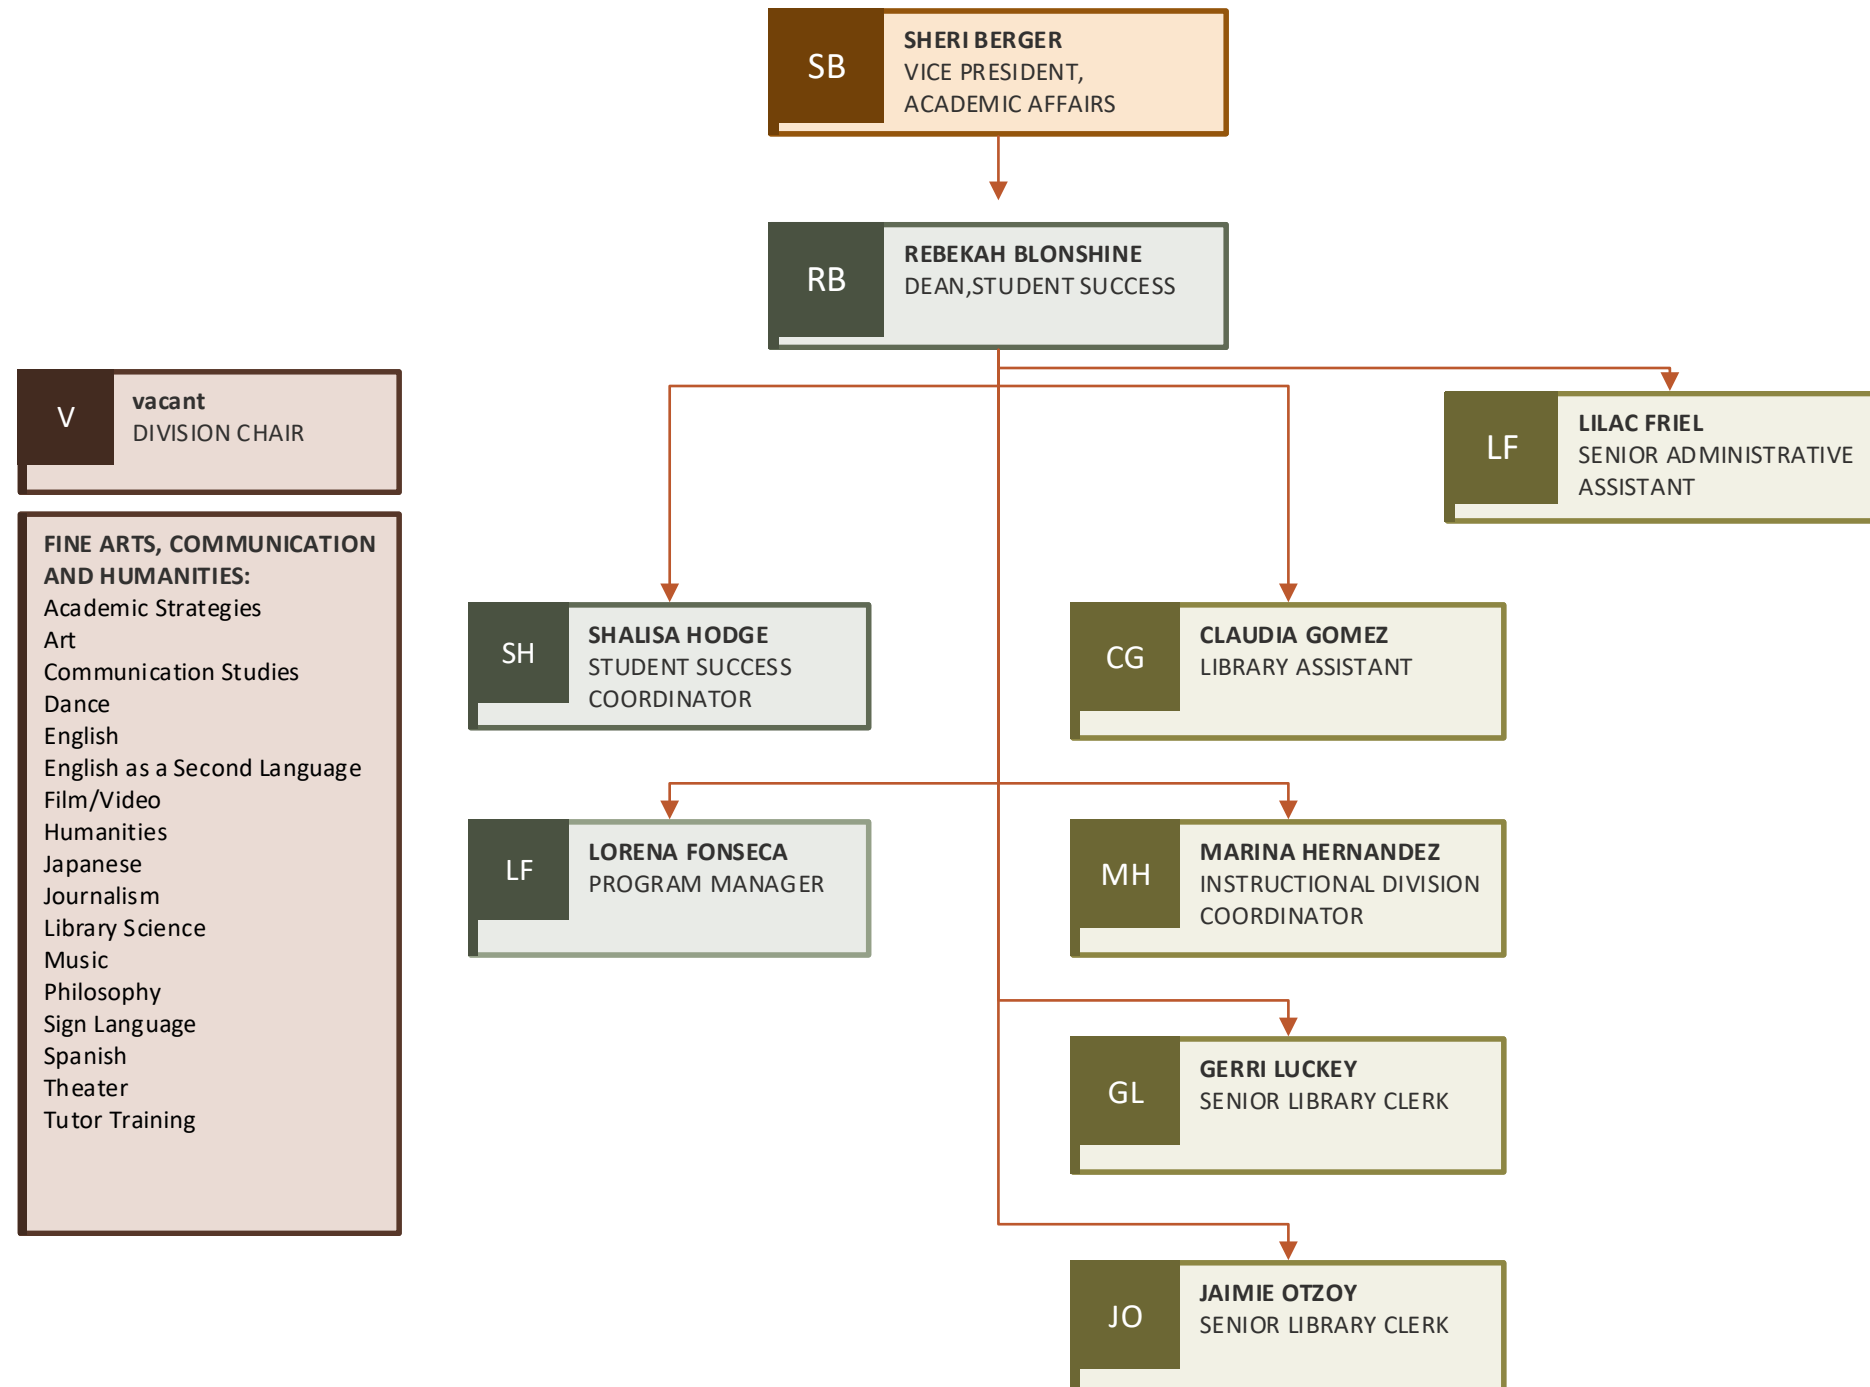 SB
SHERI BERGER
VICE PRESIDENT,
ACADEMIC AFFAIRS
RB
REBEKAH BLONSHINE
DEAN,STUDENT SUCCESS
V
vacant
DIVISION CHAIR
LF
LILAC FRIEL
SENIOR ADMINISTRATIVE
ASSISTANT
FINE ARTS, COMMUNICATION
AND HUMANITIES:
Academic Strategies
Art
Communication Studies
Dance
English
English as a Second Language
Film/Video
Humanities
Japanese
Journalism
Library Science
Music
Philosophy
Sign Language
Spanish
Theater
Tutor Training
SH
SHALISA HODGE
STUDENT SUCCESS
COORDINATOR
CG
CLAUDIA GOMEZ
LIBRARY ASSISTANT
LF
LORENA FONSECA
PROGRAM MANAGER
MH
MARINA HERNANDEZ
INSTRUCTIONAL DIVISION
COORDINATOR
GL
GERRI LUCKEY
SENIOR LIBRARY CLERK
JO
JAIMIE OTZOY
SENIOR LIBRARY CLERK